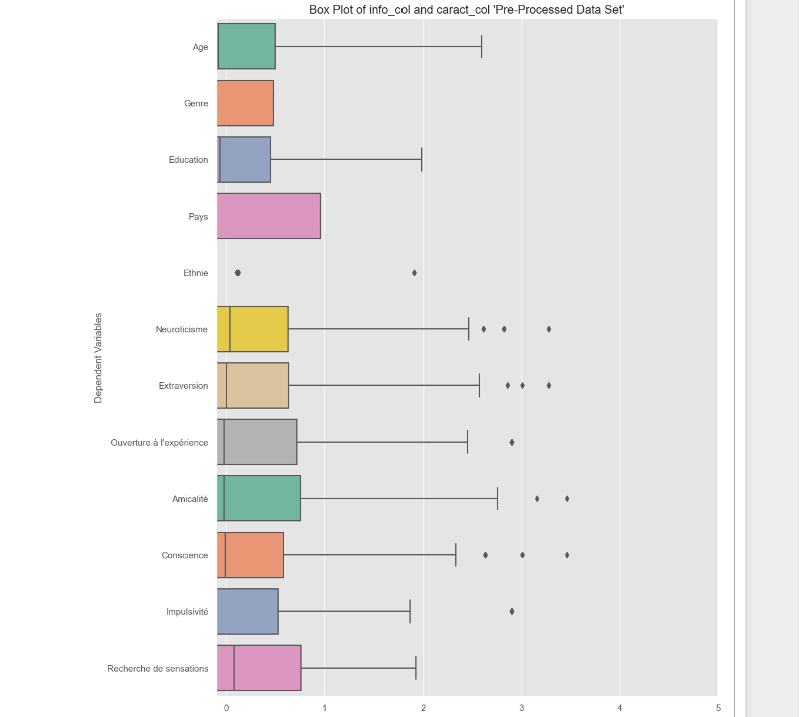 Box Plot of info_col and caract_col 'Pre-Processed Data Set'
Age
Genre
Education
Pays
Ethnie
Neuroticisme
Extraversion
Ouverture à l'expérience
Amicalité
Conscience
Impulsivité
Recherche de sensations
Dependent Variables
0 1 2 3 4 5